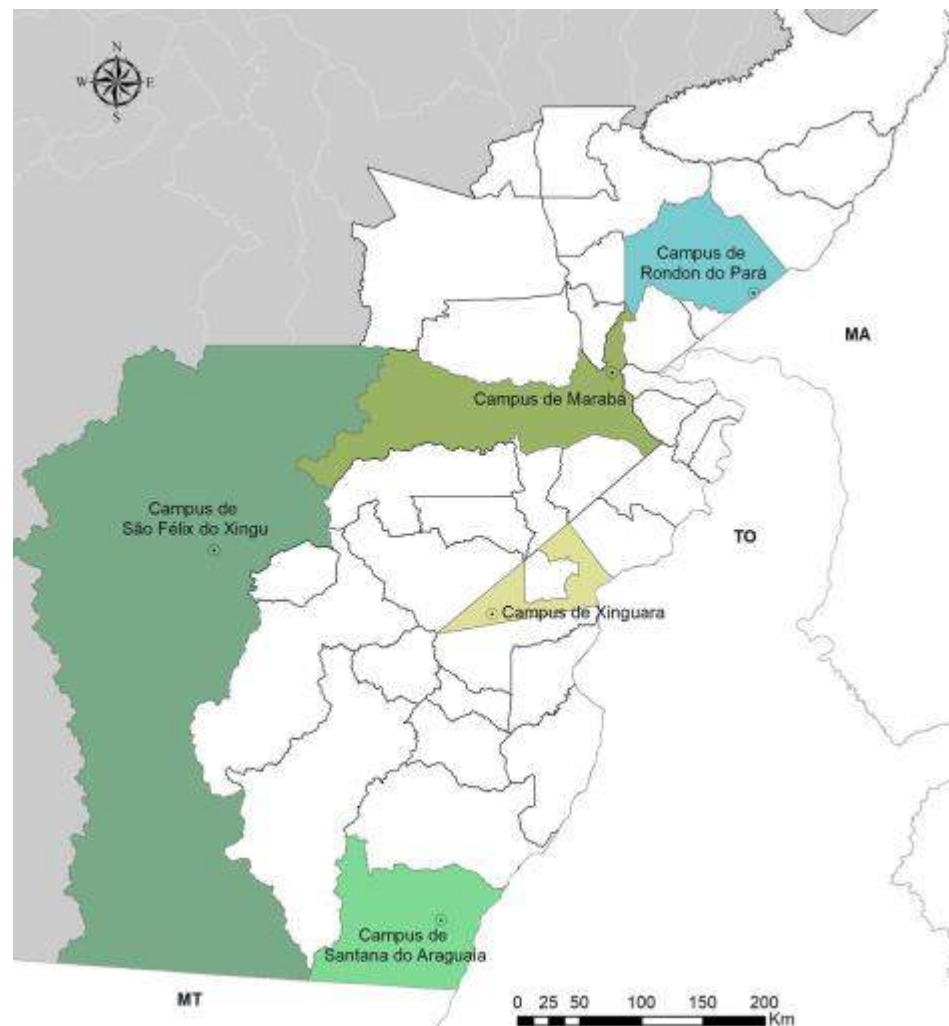 N
W E
S
Campus de
Rondon do Pará
MA
Campus de Marabá
Campus de
São Félix do Xingu
TO
Campus de Xinguara
Campus de
Santana do Araguaia
MT
0 25 50 100 150 200
Km